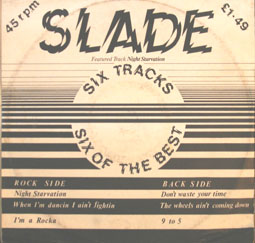 45 rpm
£1·49
SLADE
Featured Track Night Starvation
SIX TRACKS
SIX OF THE BEST
ROCK SIDE
Night Starvation
When I'm dancin I ain't fightin
I'm a Rocka
BACK SIDE
Don't waste your time
The wheels ain't coming down
9 to 5